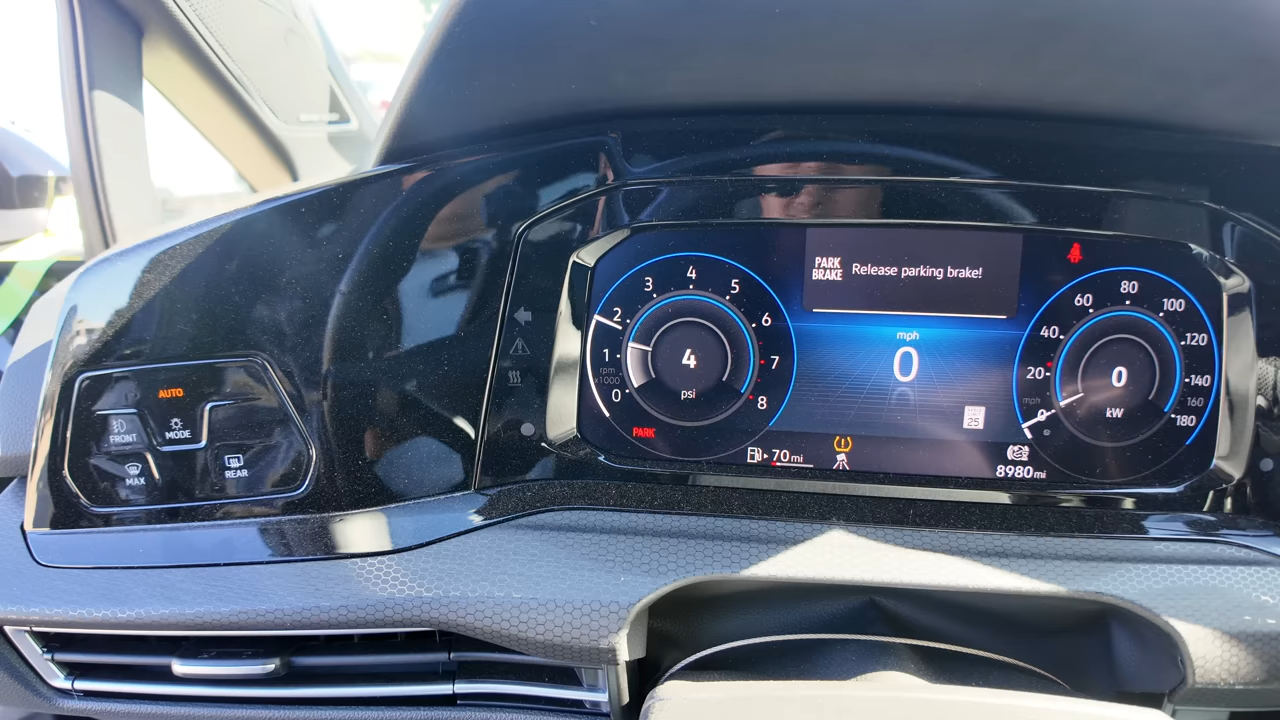 AUTO
FRONT
MODE
MAX
REAR
PARK
BRAKE
Release parking brake!
0
1
2
3
4
5
6
7
8
rpm
x1000
4
psi
PARK
mph
0
SPEED
LIMIT
25
70 mi
8980 mi
0
20
40
60
80
100
120
140
160
180
mph
0
kW